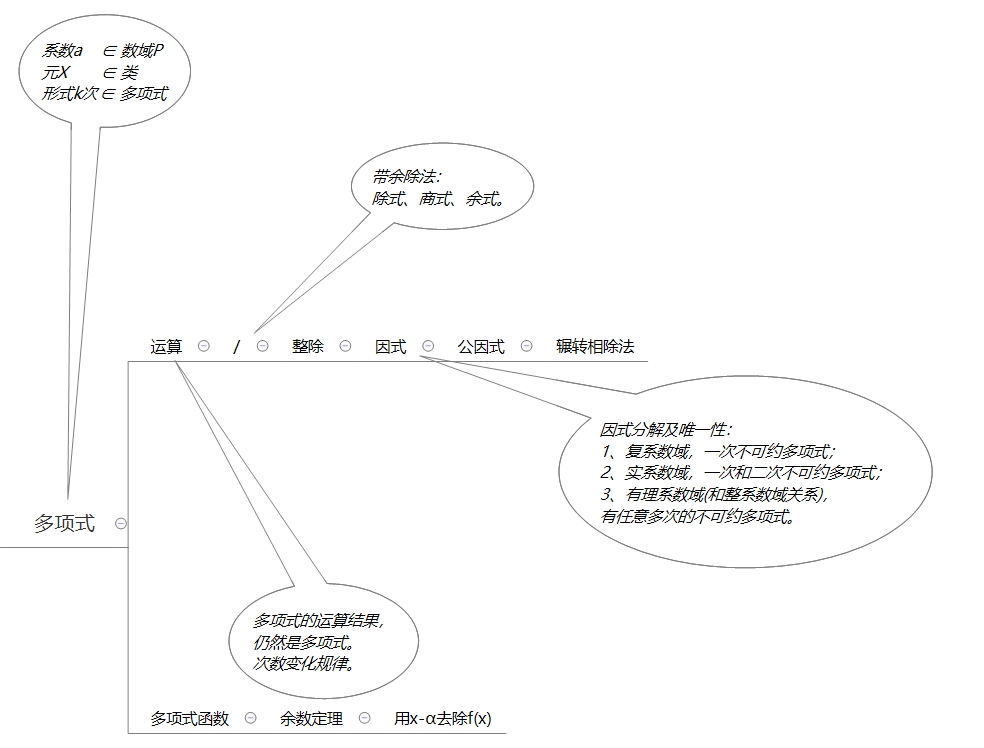 系数a ∈ 数域P
元X ∈ 类
形式k次 ∈ 多项式
带余除法：
除式、商式、余式。
运算 / 整除 因式 公因式 辗转相除法
因式分解及唯一性：
1、复系数域，一次不可约多项式；
2、实系数域，一次和二次不可约多项式；
3、有理系数域(和整系数域关系)，
有任意多次的不可约多项式。
多项式
多项式的运算结果，
仍然是多项式。
次数变化规律。
多项式函数 余数定理 用x-α去除f(x)